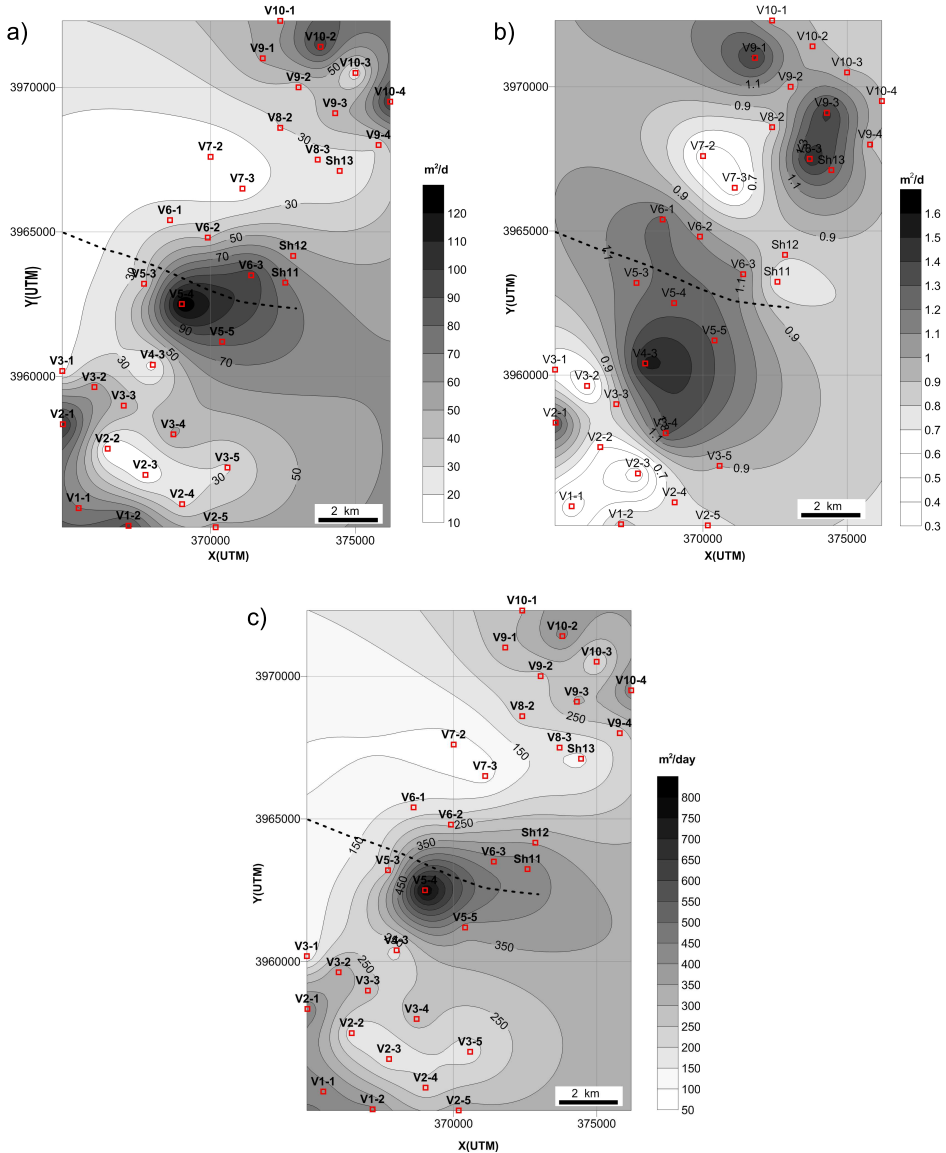 a)
V10-1
V10-2
V9-1
50
V10-3
3970000
V9-2
V10-4
V9-3
V8-2
30
V9-4
V7-2
V8-3
Sh13
V7-3
m²/d
30
V6-1
V6-2
50
3965000
70
Sh12
30
V6-3
Sh11
V5-3
V5-4
90
V5-5
50
V4-3
70
30
V3-1
3960000
V3-2
V3-3
V2-1
V3-4
V2-2
V3-5
V2-3
30
50
V2-4
V1-1
V1-2
V2-5
2 km
370000
375000
X(UTM)
Y(UTM)
120
110
100
90
80
70
60
50
40
30
20
10
b)
V10-1
V10-2
V9-1
V10-3
3970000
V9-2
1.1
V10-4
0.9
V9-3
V8-2
V9-4
V7-2
V8-3
Sh13
0.7
V7-3
0.7
1.1
m²/d
0.9
V6-1
0.9
V6-2
3965000
Sh12
1.1
V6-3
Sh11
V5-3
1.1
V5-4
V5-5
0.9
V4-3
0.9
V3-1
3960000
V3-2
V3-3
V2-1
V3-4
1.1
V2-2
V3-5
0.9
V2-3
0.7
V2-4
V1-1
V1-2
V2-5
2 km
370000
375000
X(UTM)
Y(UTM)
1.6
1.5
1.4
1.3
1.2
1.1
1
0.9
0.8
0.7
0.6
0.5
0.4
0.3
c)
V10-1
V10-2
V9-1
V10-3
3970000
V9-2
V10-4
V9-3
V8-2
250
V9-4
V7-2
V8-3
150
Sh13
V7-3
m²/day
V6-1
3965000
V6-2
250
350
Sh12
150
V6-3
V5-3
Sh11
450
V5-4
V5-5
V4-3
350
V3-1
3960000
V3-2
250
V3-3
V2-1
V3-4
250
V2-2
V2-3
V3-5
V2-4
V1-1
V1-2
V2-5
2 km
370000
375000
X(UTM)
Y(UTM)
800
750
700
650
600
550
500
450
400
350
300
250
200
150
100
50